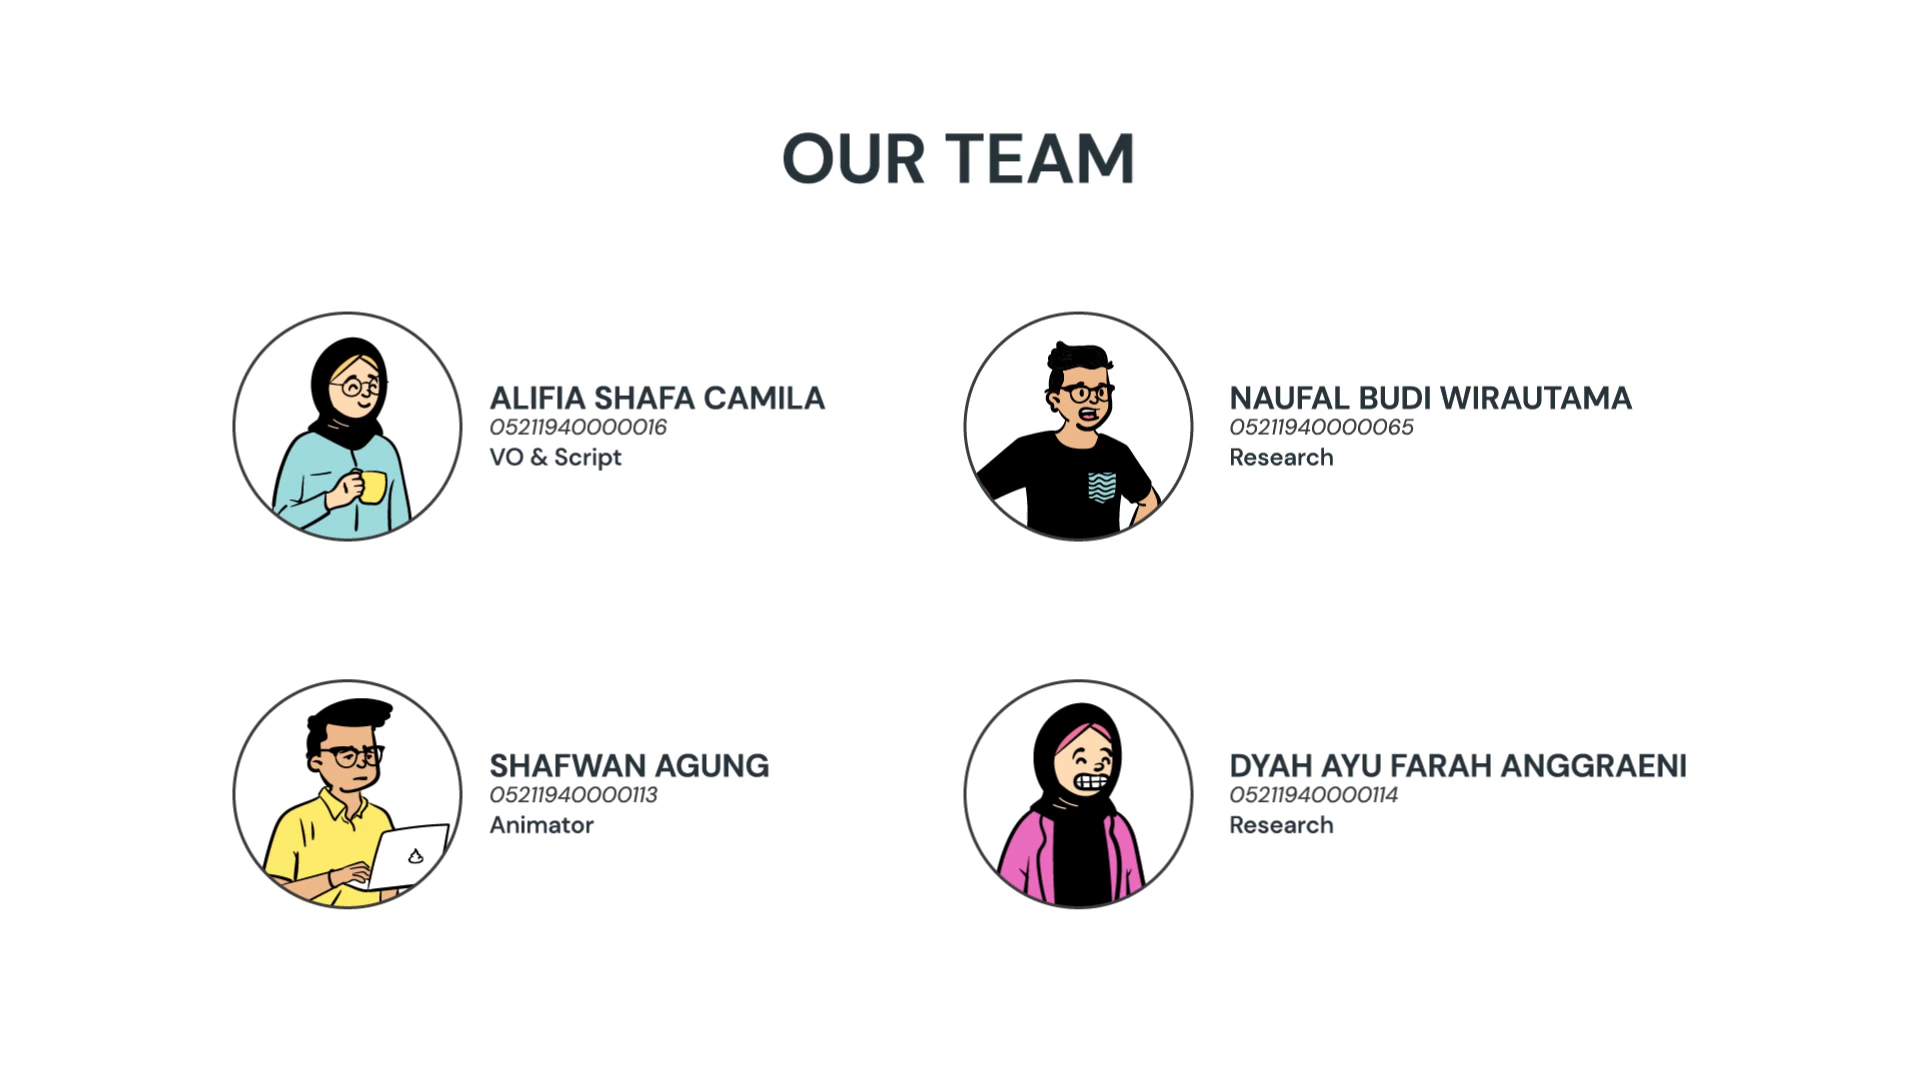 OUR TEAM
ALIFIA SHAFA CAMILA
05211940000016
VO & Script
NAUFAL BUDI WIRAUTAMA
05211940000065
Research
SHAFWAN AGUNG
05211940000113
Animator
DYAH AYU FARAH ANGGRAENI
05211940000114
Research